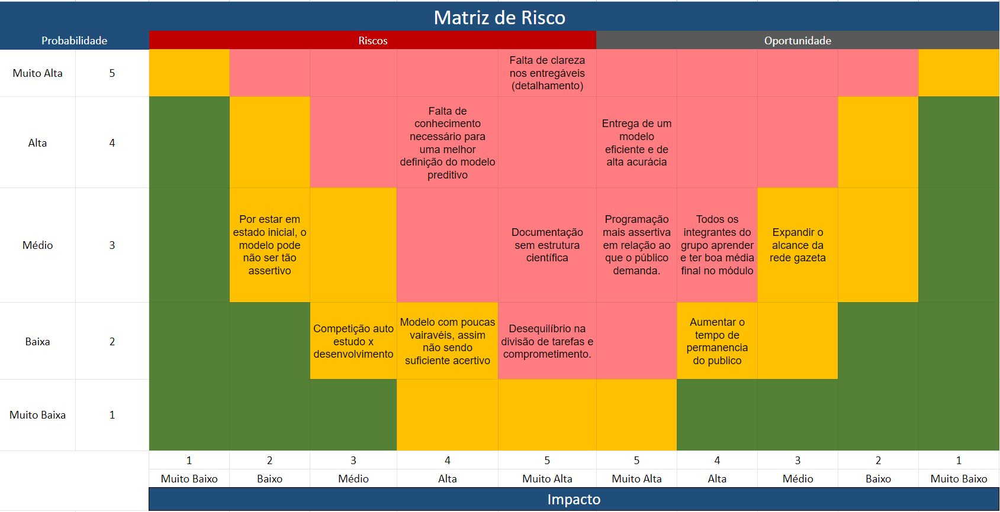 Matriz de Risco
Probabilidade
Riscos
Oportunidade
Muito Alta
5
Falta de clareza
nos entregáveis
(detalhamento)
Alta
4
Falta de
conhecimento
necessário para
uma melhor
definição do modelo
preditivo
Entrega de um
modelo
eficiente e de
alta acurácia
Médio
3
Por estar em
estado inicial, o
modelo pode
não ser tão
assertivo
Documentação
sem estrutura
científica
Programação
mais assertiva
em relação ao
que o público
demanda.
Todos os
integrantes do
grupo aprender
e ter boa média
final no módulo
Expandir o
alcance da
rede gazeta
Baixa
2
Competição auto
estudo x
desenvolvimento
Modelo com poucas
vairavéis, assim
não sendo
suficiente acertivo
Desequilíbrio na
divisão de tarefas e
comprometimento.
Aumentar o
tempo de
permanencia
do publico
Muito Baixa
1
1 2 3 4 5 5 4 3 2 1
Muito Baixo Baixo Médio Alta Muito Alta Muito Alta Alta Médio Baixo Muito Baixo
Impacto